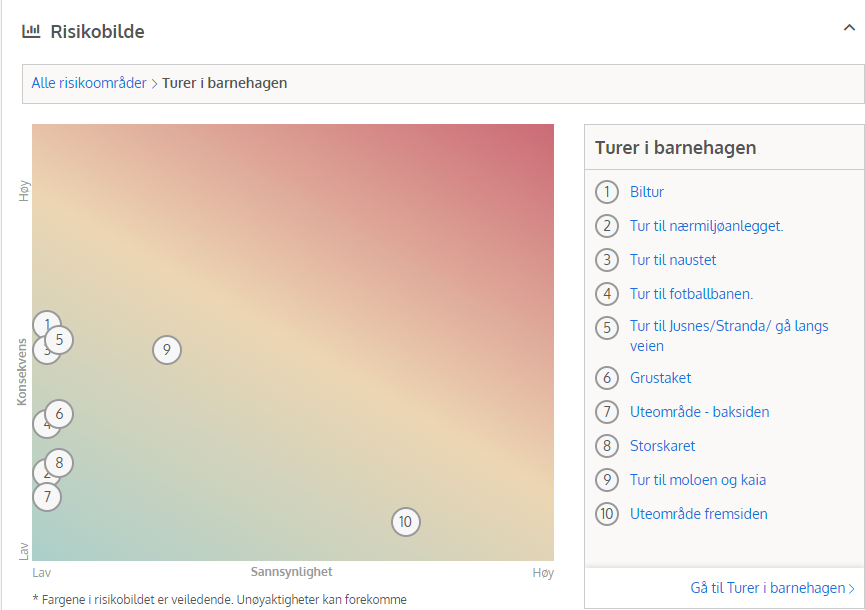 Risikobilde
Alle risikoområder > Turer i barnehagen
Høy
Konsekvens
Lav
1
5
3
9
6
4
8
2
7
10
Lav
Sannsynlighet
Høy
* Fargene i risikobildet er veiledende. Unøyaktigheter kan forekomme
Turer i barnehagen
1 Biltur
2 Tur til nærmiljøanlegget.
3 Tur til naustet
4 Tur til fotballbanen.
5 Tur til Jusnes/Stranda/ gå langs
veien
6 Grustaket
7 Uteområde - baksiden
8 Storskaret
9 Tur til moloen og kaia
10 Uteområde fremsiden
Gå til Turer i barnehagen >